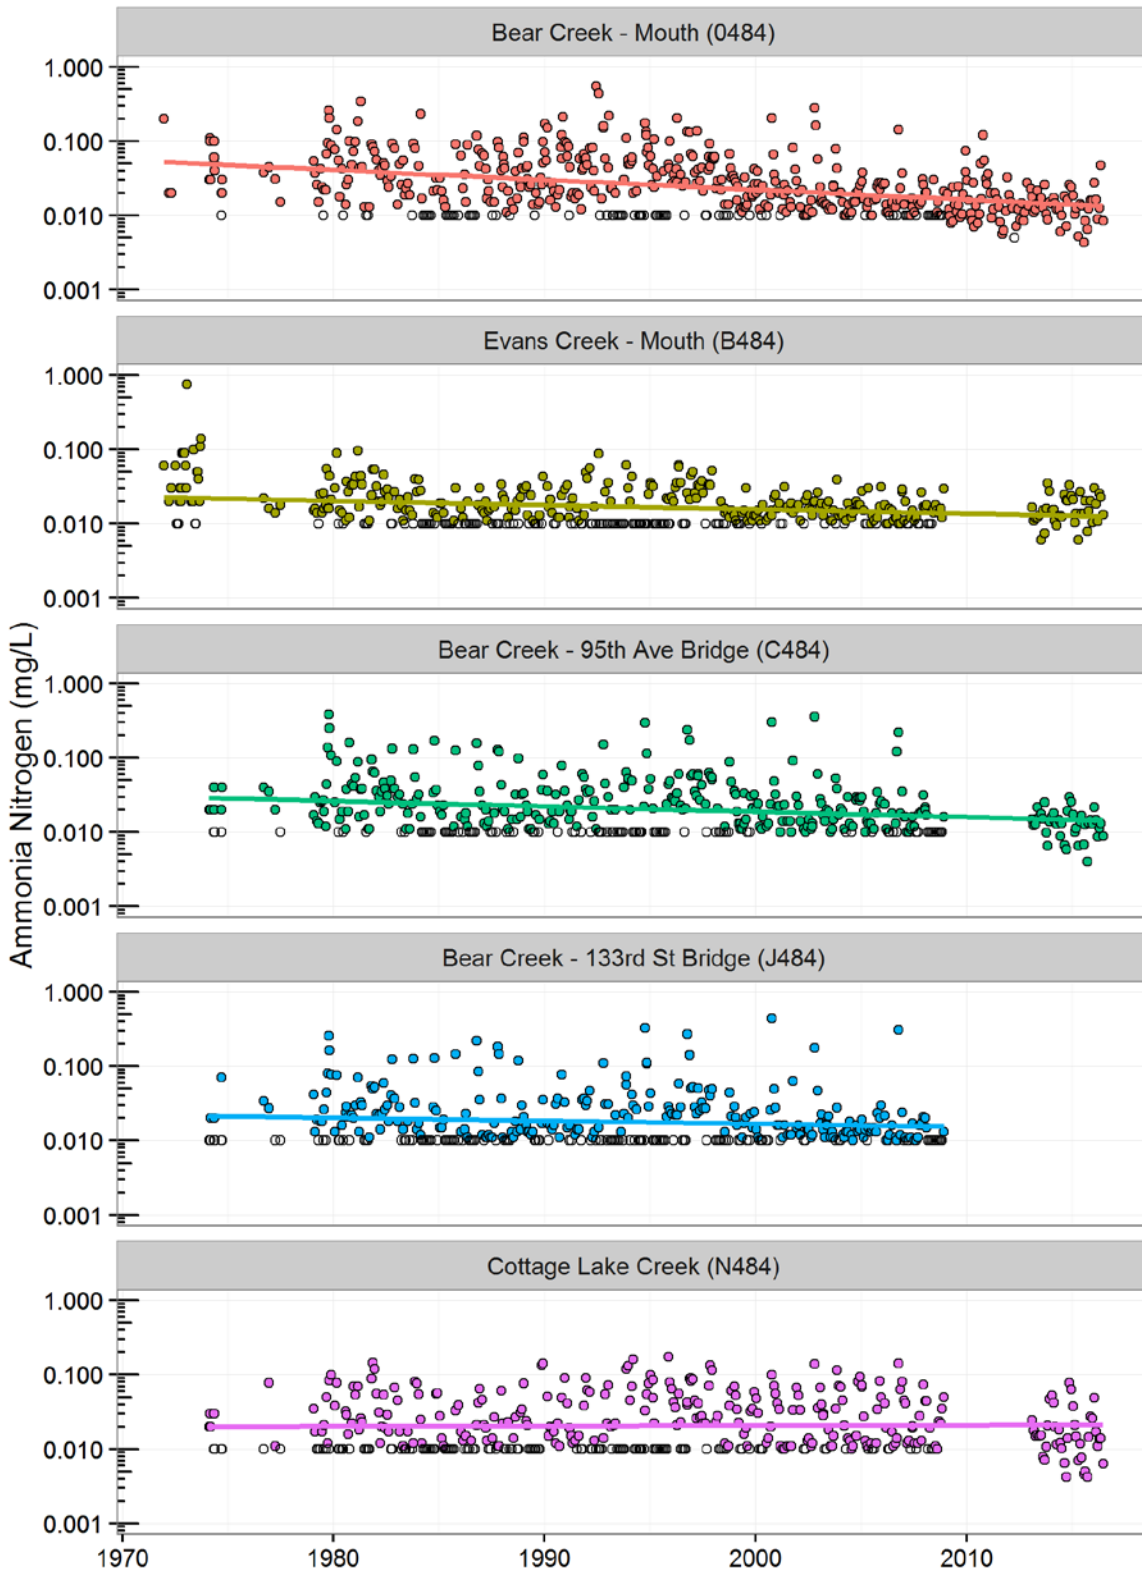 Bear Creek - Mouth (0484)
1.000
0.100
0.010
0.001
Evans Creek - Mouth (B484)
1.000
0.100
0.010
0.001
Bear Creek - 95th Ave Bridge (C484)
1.000
0.100
0.010
0.001
Ammonia Nitrogen (mg/L)
Bear Creek - 133rd St Bridge (J484)
1.000
0.100
0.010
0.001
Cottage Lake Creek (N484)
1.000
0.100
0.010
0.001
1970 1980 1990 2000 2010